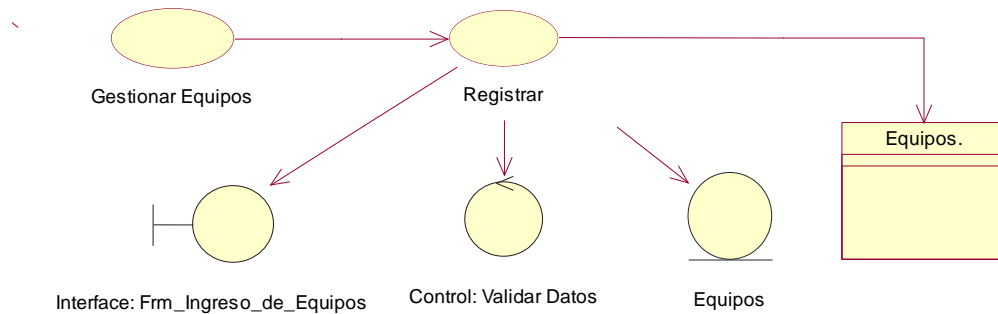 Gestionar Equipos
Registrar
Equipos.
Interface: Frm_Ingreso_de_Equipos
Control: Validar Datos
Equipos